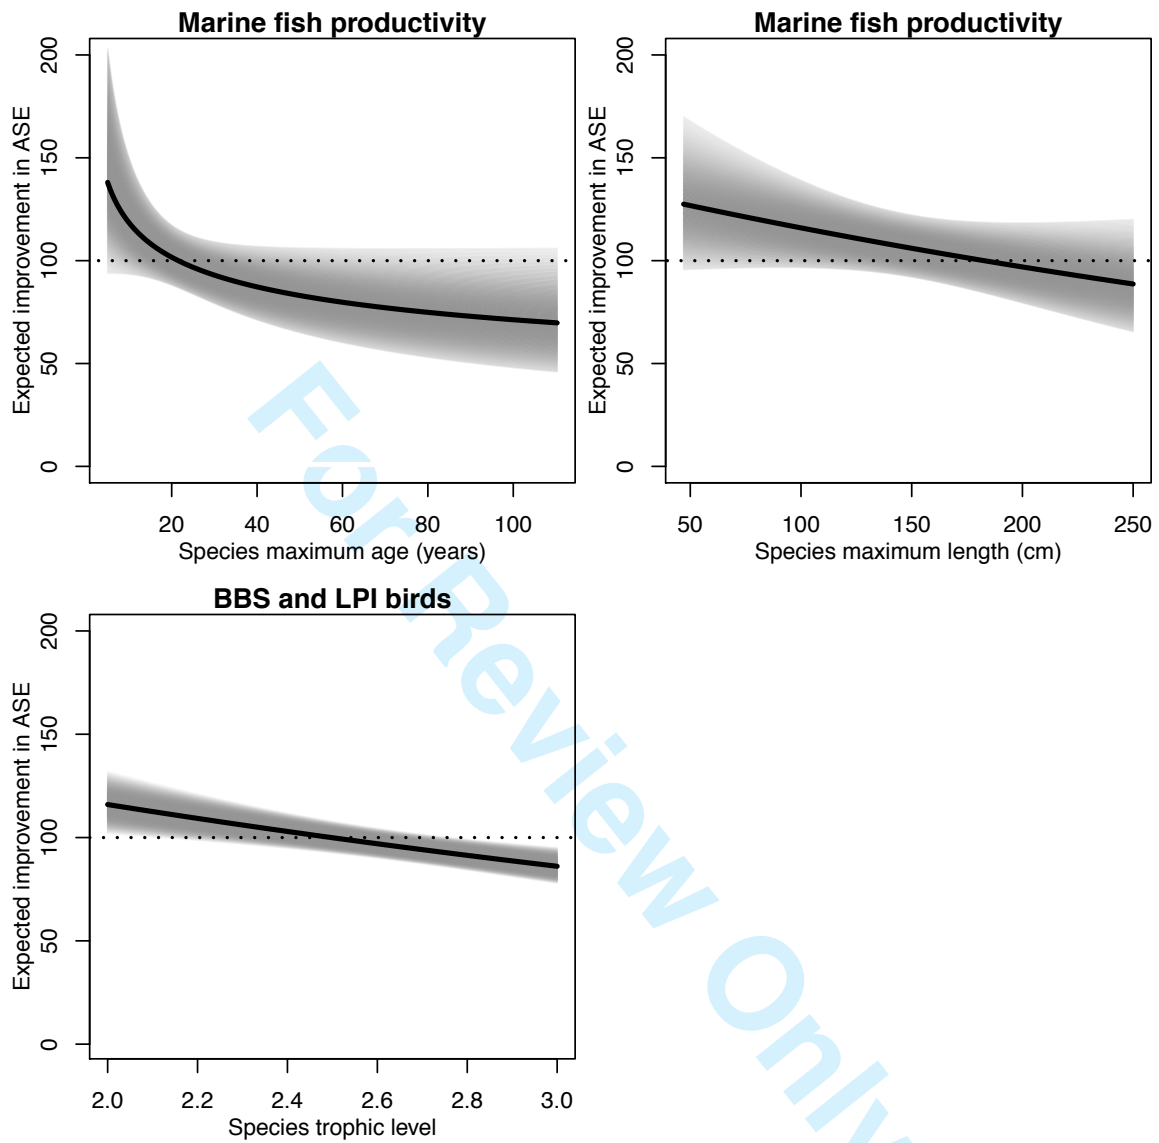 Marine fish productivity
Expected improvement in ASE
200
150
100
50
0
20 40 60 80 100
Species maximum age (years)
Marine fish productivity
Expected improvement in ASE
200
150
100
50
0
50 100 150 200 250
Species maximum length (cm)
BBS and LPI birds
Expected improvement in ASE
200
150
100
50
0
2.0 2.2 2.4 2.6 2.8 3.0
Species trophic level
For Review Only